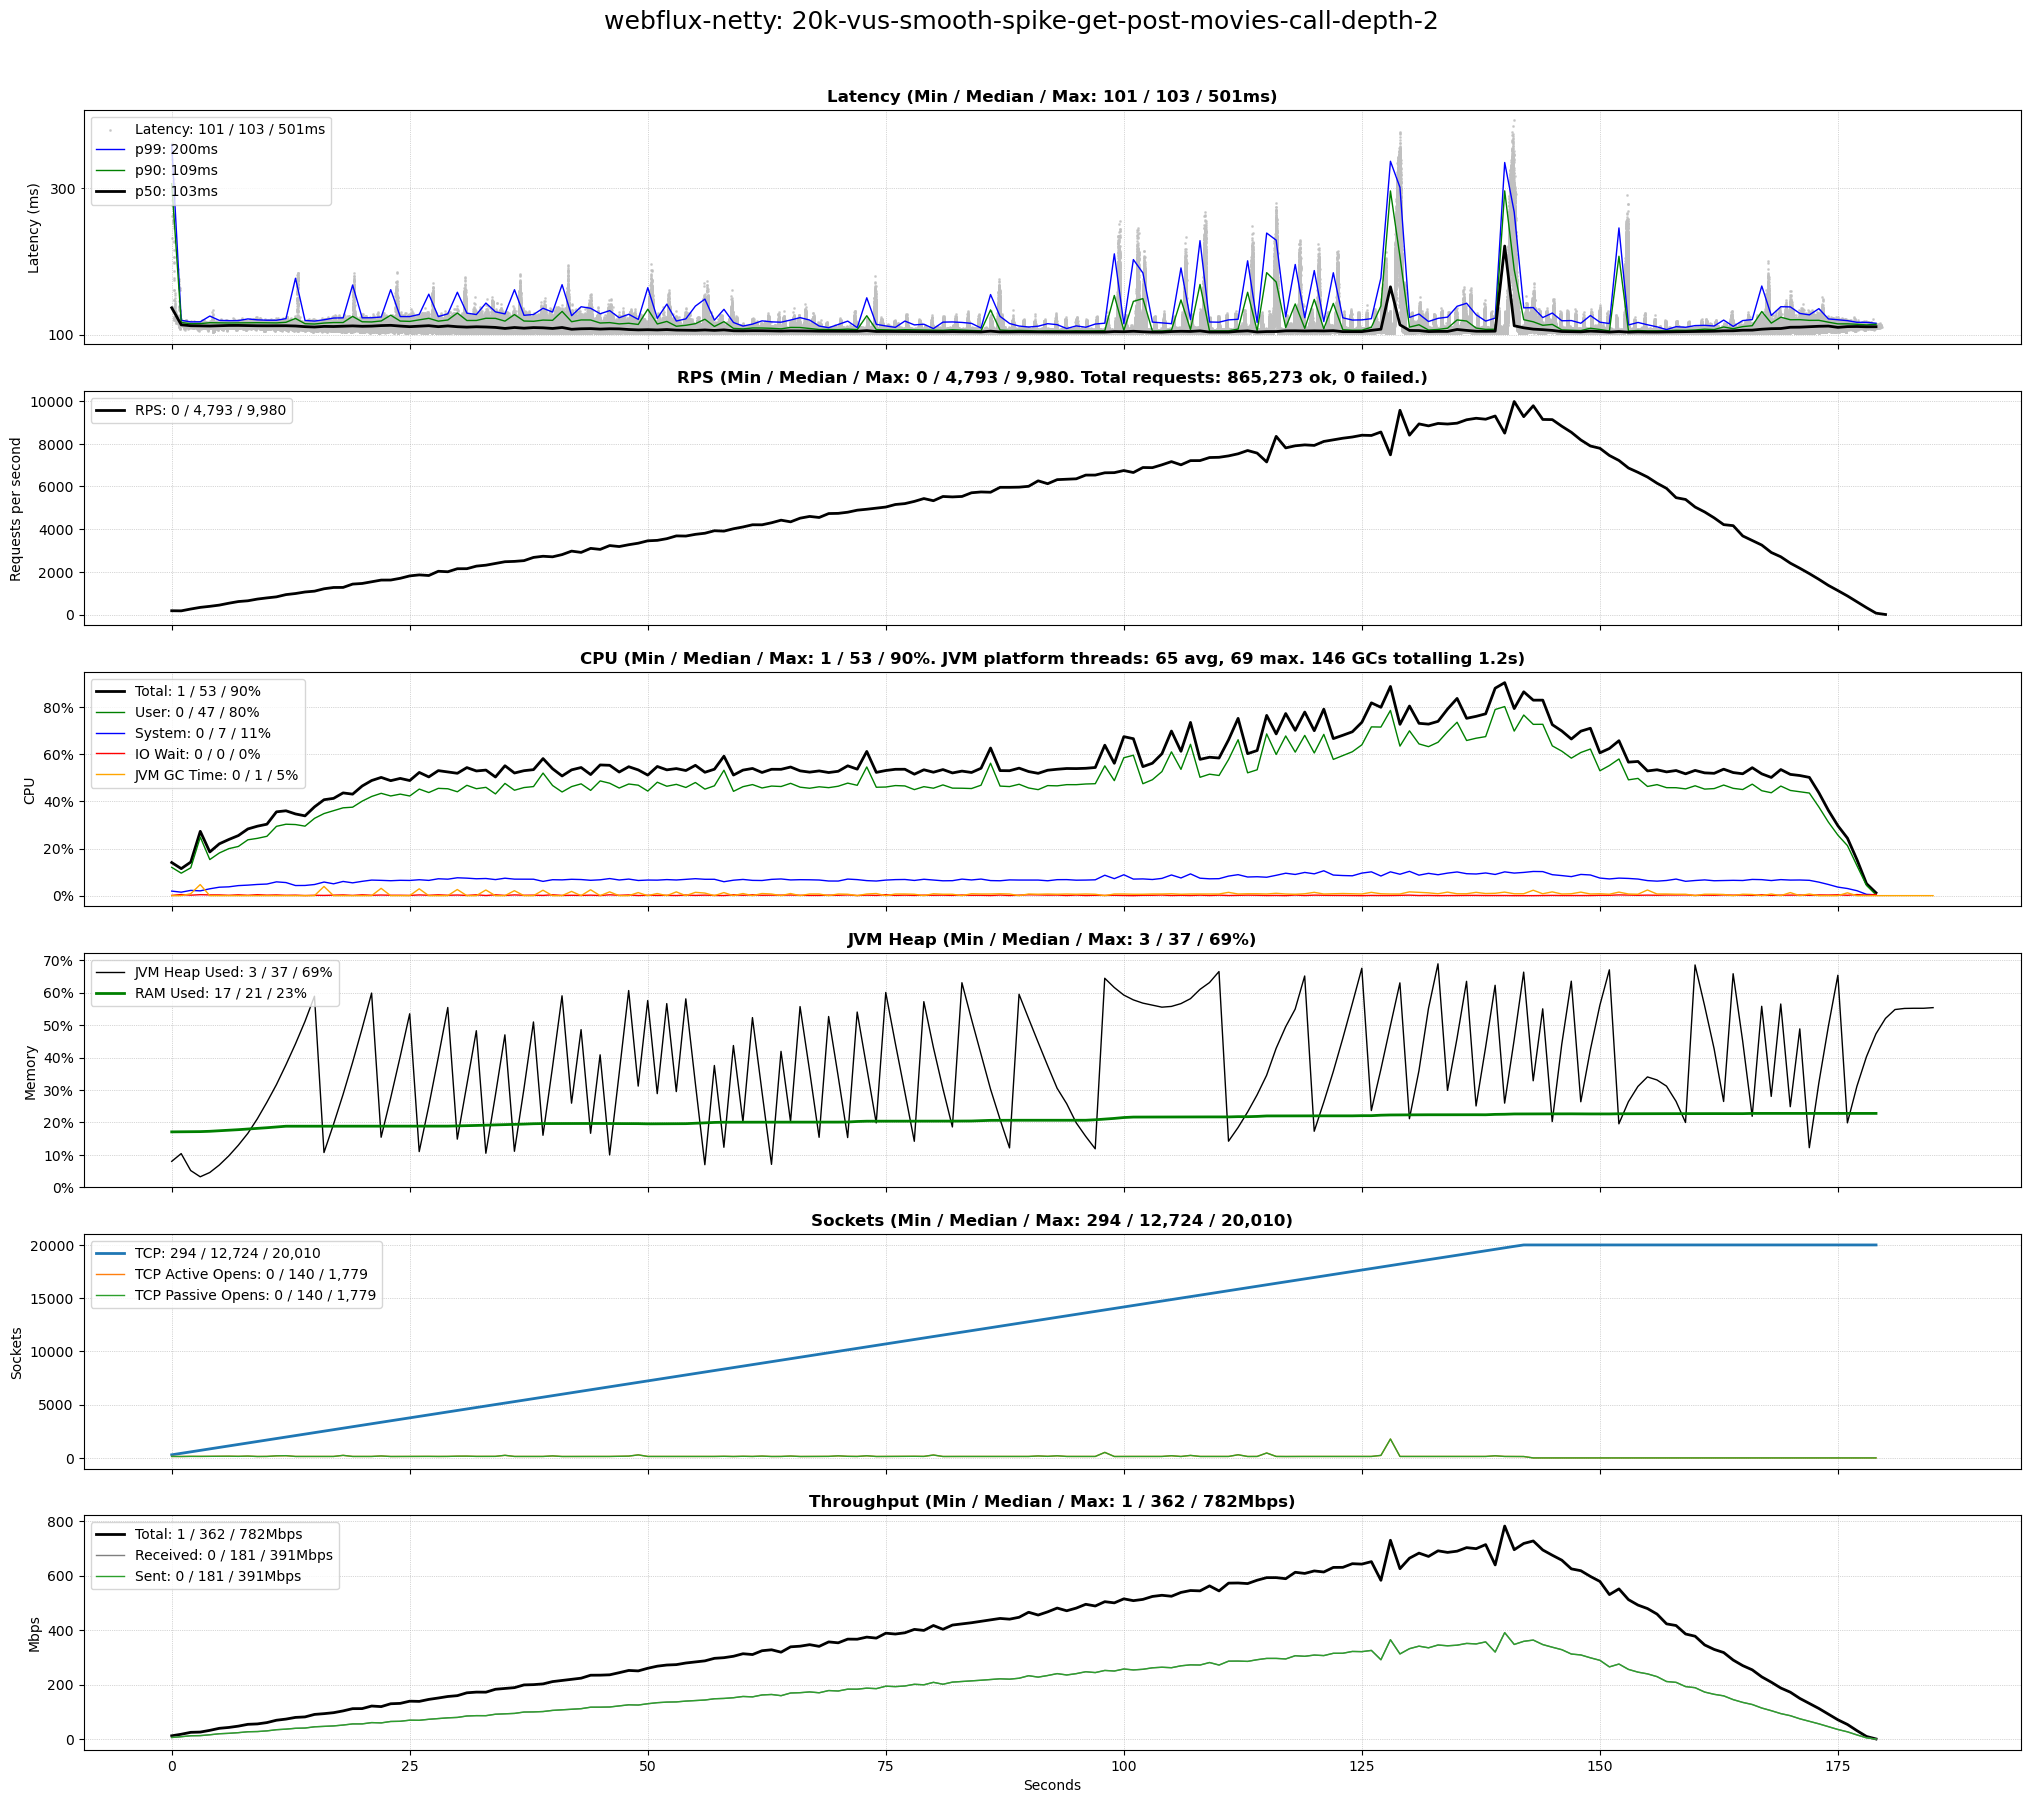 webflux-netty: 20k-vus-smooth-spike-get-post-movies-call-depth-2
Latency (Min / Median / Max: 101 / 103 / 501ms)
Latency: 101 / 103 / 501ms
p99: 200ms
p90: 109ms
p50: 103ms
300
100
Latency (ms)
RPS (Min / Median / Max: 0 / 4,793 / 9,980. Total requests: 865,273 ok, 0 failed.)
RPS: 0 / 4,793 / 9,980
10000
8000
6000
4000
2000
0
Requests per second
CPU (Min / Median / Max: 1 / 53 / 90%. JVM platform threads: 65 avg, 69 max. 146 GCs totalling 1.2s)
Total: 1 / 53 / 90%
User: 0 / 47 / 80%
System: 0 / 7 / 11%
IO Wait: 0 / 0 / 0%
JVM GC Time: 0 / 1 / 5%
80%
60%
40%
20%
0%
CPU
JVM Heap (Min / Median / Max: 3 / 37 / 69%)
JVM Heap Used: 3 / 37 / 69%
RAM Used: 17 / 21 / 23%
70%
60%
50%
40%
30%
20%
10%
0%
Memory
Sockets (Min / Median / Max: 294 / 12,724 / 20,010)
TCP: 294 / 12,724 / 20,010
TCP Active Opens: 0 / 140 / 1,779
TCP Passive Opens: 0 / 140 / 1,779
20000
15000
10000
5000
0
Sockets
Throughput (Min / Median / Max: 1 / 362 / 782Mbps)
Total: 1 / 362 / 782Mbps
Received: 0 / 181 / 391Mbps
Sent: 0 / 181 / 391Mbps
800
600
400
200
0
Mbps
0 25 50 75 100 125 150 175
Seconds